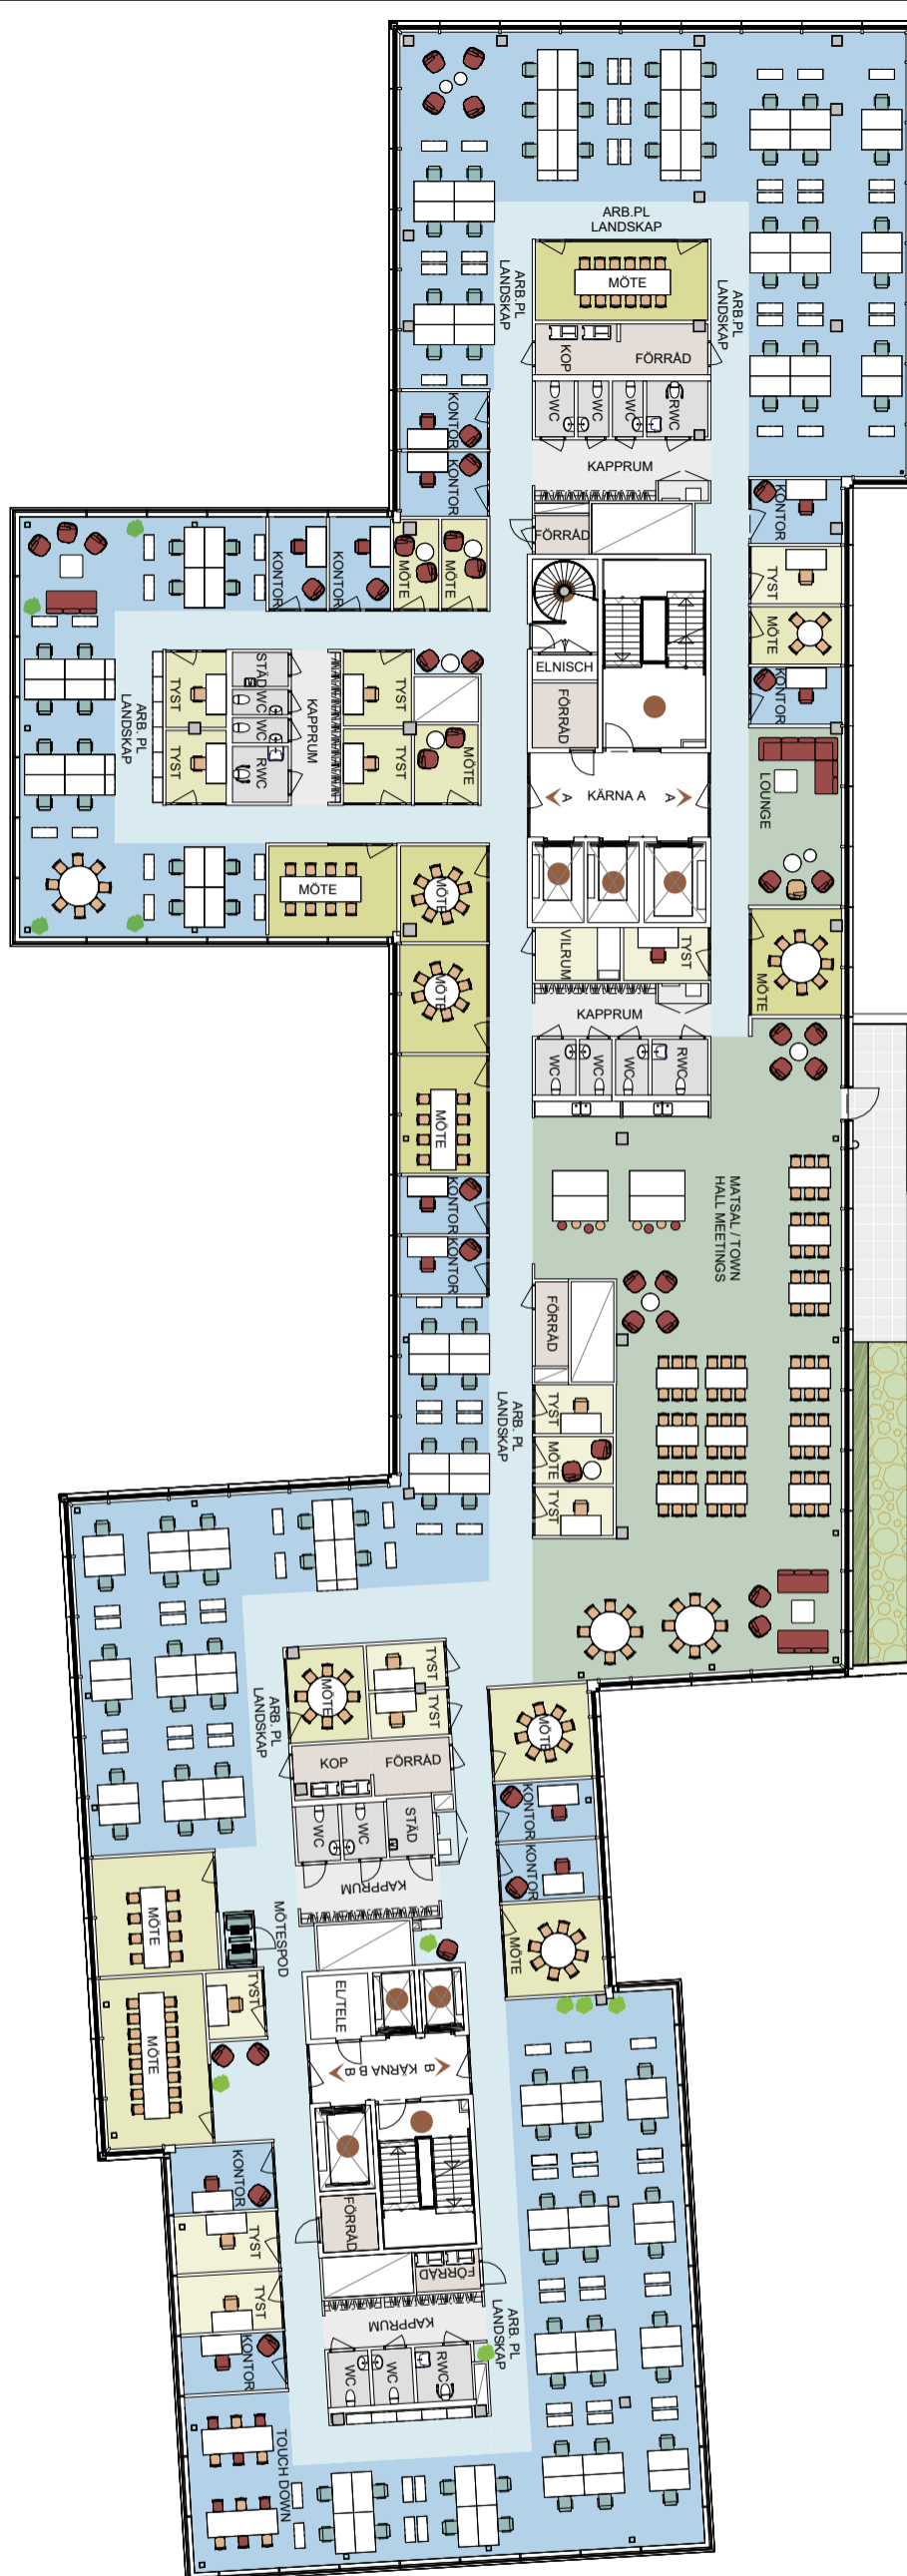 ARB.PL
LANDSKAP
MÖTE
ARB.PL
LANDSKAP
ARB.PL
LANDSKAP
KOP
FÖRRÅD
WC
WC
WC
RWC
KONTOR
KONTOR
KAPPRUM
KONTOR
FÖRRÅD
KONTOR
KONTOR
MÖTE
MÖTE
TYST
MÖTE
KONTOR
ELNISCH
FÖRRÅD
TYST
STÄD
WC
WC
RWC
KAPPRUM
TYST
TYST
TYST
MÖTE
ARB. PL
LANDSKAP
A
KÄRNA A
A
LOUNGE
MÖTE
MÖTE
VILRUM
TYST
MÖTE
MÖTE
KAPPRUM
WC
WC
WC
RWC
MÖTE
MATSAL / TOWN
HALL MEETINGS
KONTOR
KONTOR
FÖRRÅD
TYST
MÖTE
TYST
ARB. PL
LANDSKAP
ARB. PL
LANDSKAP
MÖTE
TYST
TYST
MÖTE
KOP
FÖRRÅD
WC
WC
STÄD
KONTOR
KONTOR
KAPPRUM
MÖTE
MÖTESPOD
MÖTE
TYST
EL/TELE
MÖTE
B
KÄRNA B
B
KONTOR
FÖRRÅD
TYST
FÖRRÅD
TYST
KAPPRUM
ARB. PL
LANDSKAP
KONTOR
WC
WC
RWC
TOUCH DOWN